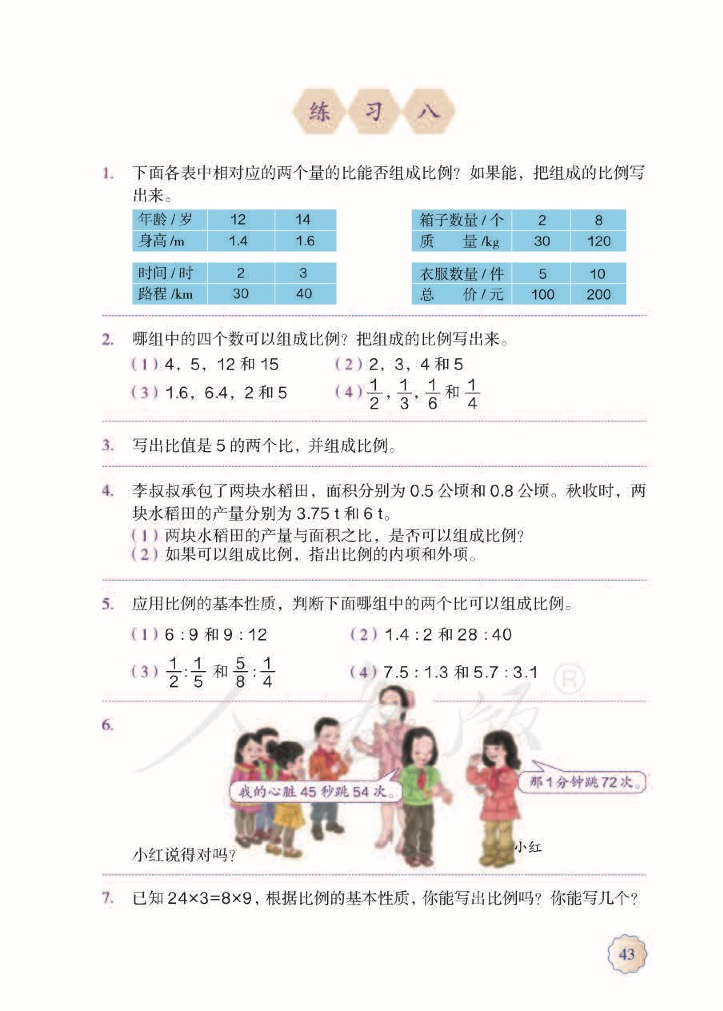 练 习 八
1. 下面各表中相对应的两个量的比能否组成比例？如果能，把组成的比例写
出来。
年龄 / 岁 12 14
身高 /m 1.4 1.6
箱子数量 / 个 2 8
质 量 /kg 30 120
时间 / 时 2 3
路程 /km 30 40
衣服数量 / 件 5 10
总 价 / 元 100 200
2. 哪组中的四个数可以组成比例？把组成的比例写出来。
（1）4，5，12 和 15 （2）2，3，4 和 5
（3）1.6，6.4，2 和 5 （4）1/2，1/3，1/6 和 1/4
3. 写出比值是 5 的两个比，并组成比例。
4. 李叔叔承包了两块水稻田，面积分别为 0.5 公顷和 0.8 公顷。秋收时，两
块水稻田的产量分别为 3.75 t 和 6 t。
（1）两块水稻田的产量与面积之比，是否可以组成比例？
（2）如果可以组成比例，指出比例的内项和外项。
5. 应用比例的基本性质，判断下面哪组中的两个比可以组成比例。
（1）6 : 9 和 9 : 12 （2）1.4 : 2 和 28 : 40
（3）1/2 : 1/5 和 5/8 : 1/4 （4）7.5 : 1.3 和 5.7 : 3.1
®
6.
我的心脏 45 秒跳 54 次。
那 1 分钟跳 72 次。
小红
小红说得对吗？
7. 已知 24×3=8×9，根据比例的基本性质，你能写出比例吗？你能写几个？
43